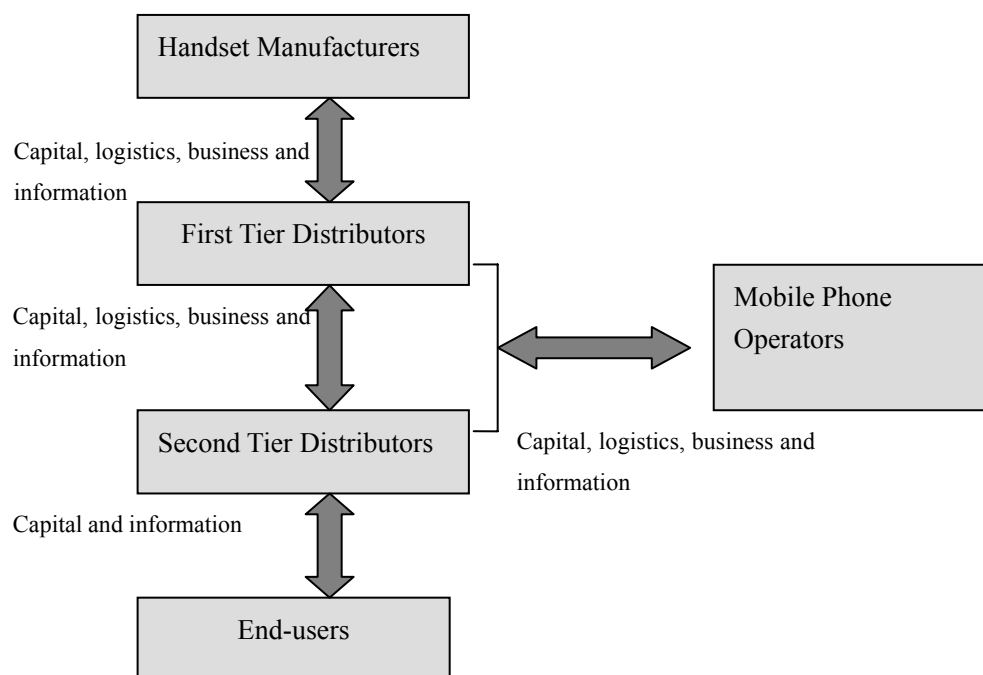 Handset Manufacturers
Capital, logistics, business and
information
First Tier Distributors
Capital, logistics, business and
information
Mobile Phone
Operators
Second Tier Distributors
Capital, logistics, business and
information
Capital and information
End-users